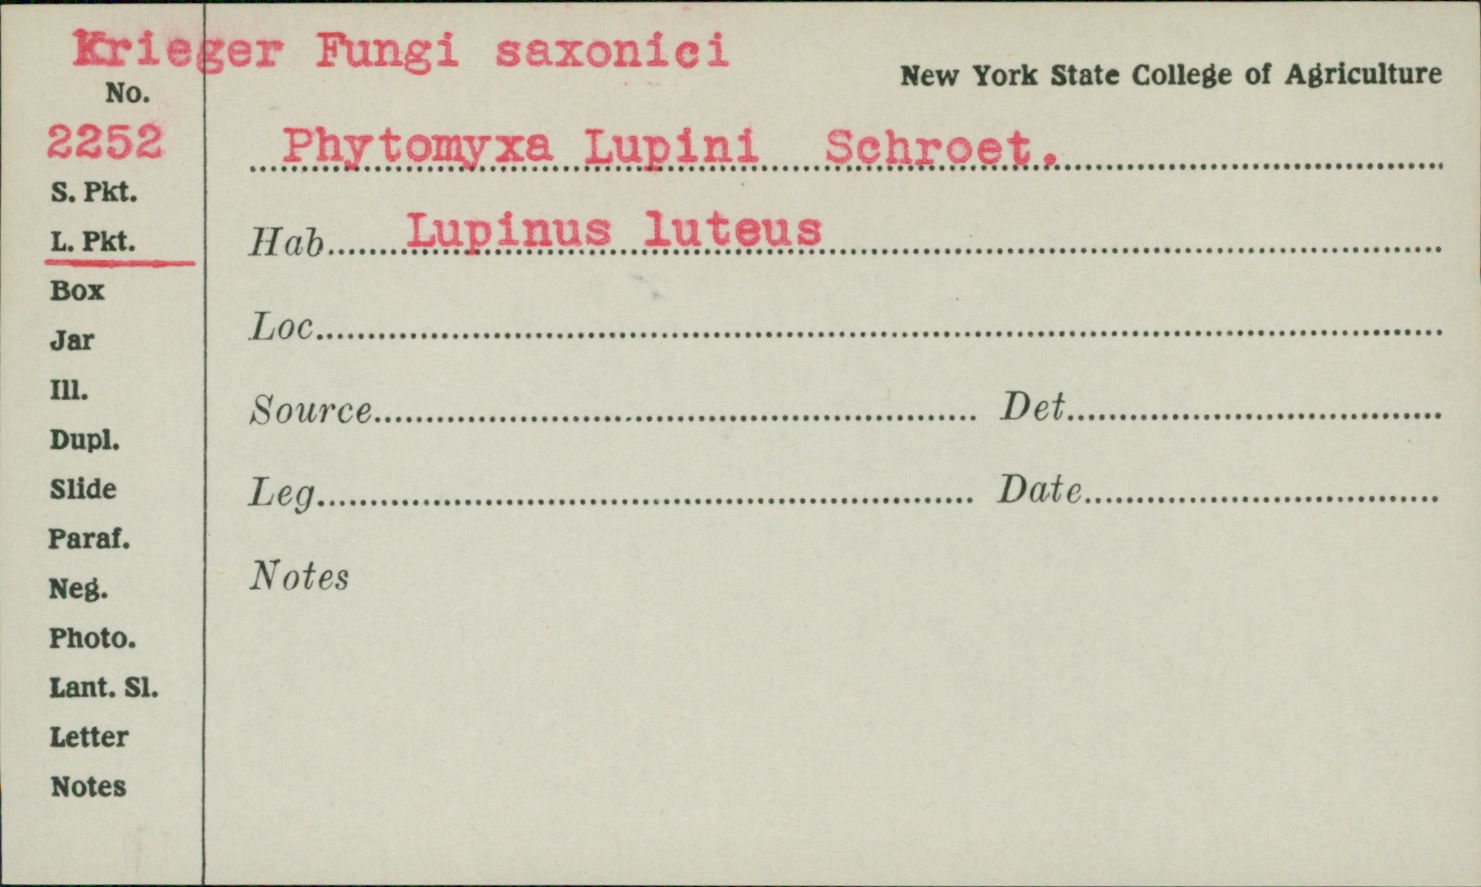 Krieger Fungi saxonici
New York State College of Agriculture
No.
2252
Phytomyxa Lupini Schroet.
S. Pkt.
L. Pkt.
Hab. Lupinus luteus
Box
Jar
Loc.
Ill.
Source Det.
Dupl.
Slide
Leg. Date
Paraf.
Neg.
Notes
Photo.
Lant. Sl.
Letter
Notes